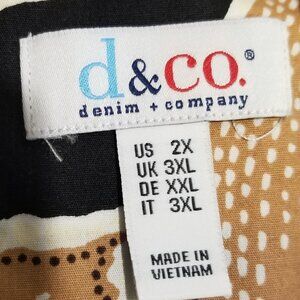 d&co.®
denim + company
US 2X
UK 3XL
DE XXL
IT 3XL
MADE IN
VIETNAM